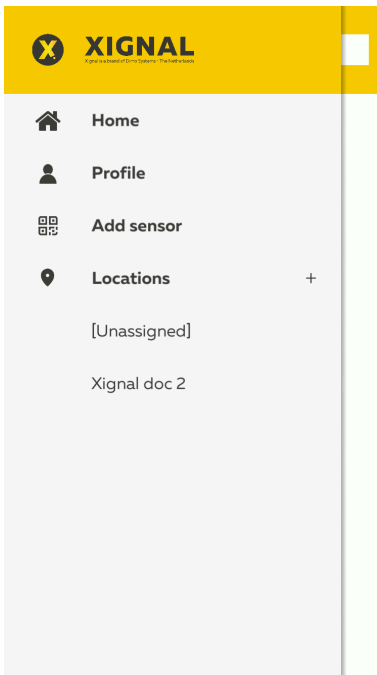 XIGNAL
Xignal is a brand of Dimo Systems - The Netherlands
Home
Profile
Add sensor
Locations +
[Unassigned]
Xignal doc 2